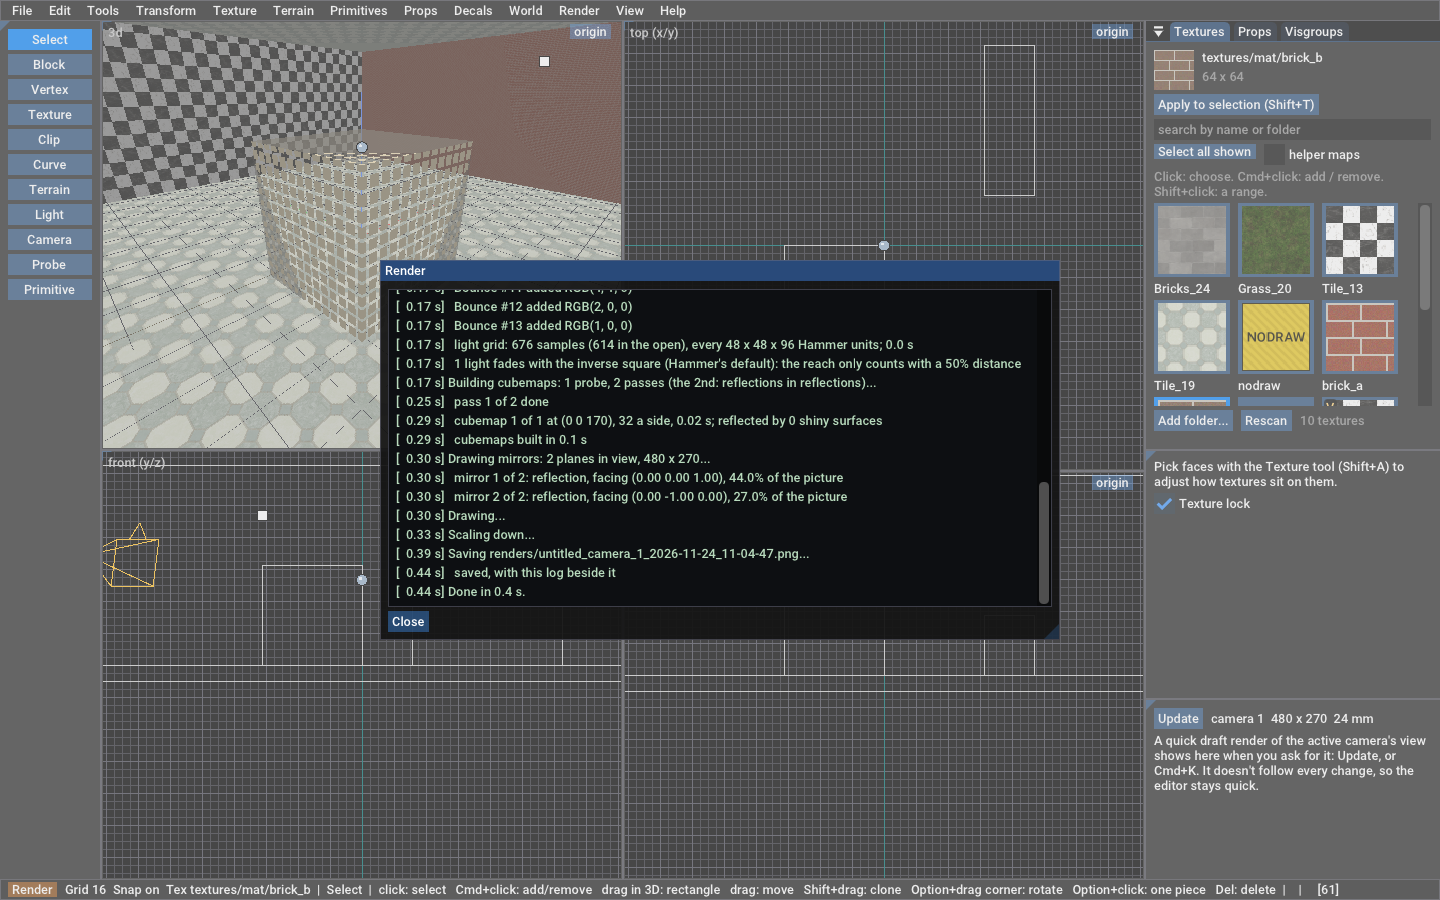 File Edit Tools Transform Texture Terrain Primitives Props Decals World Render View Help
Select
Block
Vertex
Texture
Clip
Curve
Terrain
Light
Camera
Probe
Primitive
3d
origin
top (x/y)
origin
front (y/z)
origin
Render
[ 0.17 s] Bounce #12 added RGB(2, 0, 0)
[ 0.17 s] Bounce #13 added RGB(1, 0, 0)
[ 0.17 s] light grid: 676 samples (614 in the open), every 48 x 48 x 96 Hammer units; 0.0 s
[ 0.17 s] 1 light fades with the inverse square (Hammer's default): the reach only counts with a 50% distance
[ 0.17 s] Building cubemaps: 1 probe, 2 passes (the 2nd: reflections in reflections)...
[ 0.25 s] pass 1 of 2 done
[ 0.29 s] cubemap 1 of 1 at (0 0 170), 32 a side, 0.02 s; reflected by 0 shiny surfaces
[ 0.29 s] cubemaps built in 0.1 s
[ 0.30 s] Drawing mirrors: 2 planes in view, 480 x 270...
[ 0.30 s] mirror 1 of 2: reflection, facing (0.00 0.00 1.00), 44.0% of the picture
[ 0.30 s] mirror 2 of 2: reflection, facing (0.00 -1.00 0.00), 27.0% of the picture
[ 0.30 s] Drawing...
[ 0.33 s] Scaling down...
[ 0.39 s] Saving renders/untitled_camera_1_2026-11-24_11-04-47.png...
[ 0.44 s] saved, with this log beside it
[ 0.44 s] Done in 0.4 s.
Close
Textures Props Visgroups
textures/mat/brick_b
64 x 64
Apply to selection (Shift+T)
search by name or folder
Select all shown helper maps
Click: choose. Cmd+click: add / remove.
Shift+click: a range.
NODRAW
Bricks_24 Grass_20 Tile_13
Tile_19 nodraw brick_a
Add folder... Rescan 10 textures
Pick faces with the Texture tool (Shift+A) to
adjust how textures sit on them.
Texture lock
Update camera 1 480 x 270 24 mm
A quick draft render of the active camera's view
shows here when you ask for it: Update, or
Cmd+K. It doesn't follow every change, so the
editor stays quick.
Render Grid 16 Snap on Tex textures/mat/brick_b | Select | click: select Cmd+click: add/remove drag in 3D: rectangle drag: move Shift+drag: clone Option+drag corner: rotate Option+click: one piece Del: delete | | [61]